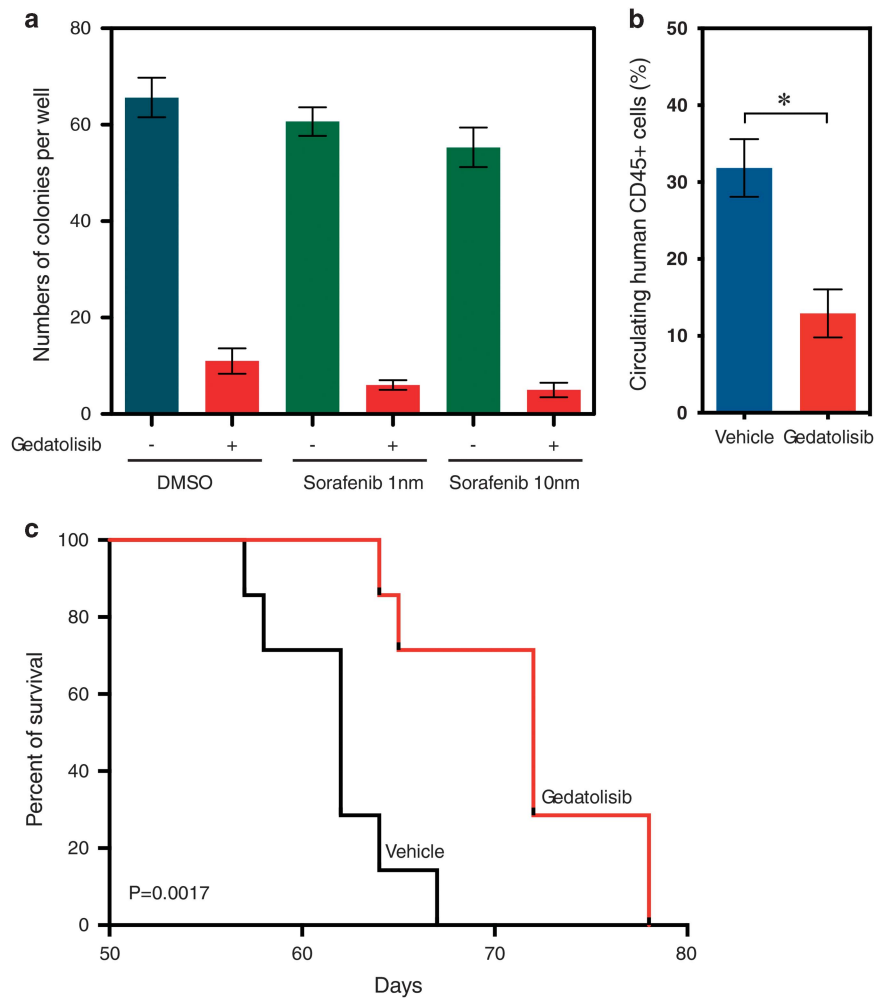 a
Numbers of colonies per well
80
60
40
20
0
Gedatolisib - + - + - +
DMSO Sorafenib 1nm Sorafenib 10nm
b
Circulating human CD45+ cells (%)
50
40
30
20
10
0
*
Vehicle Gedatolisib
c
Percent of survival
100
80
60
40
20
0
Gedatolisib
Vehicle
P=0.0017
50 60 70 80
Days